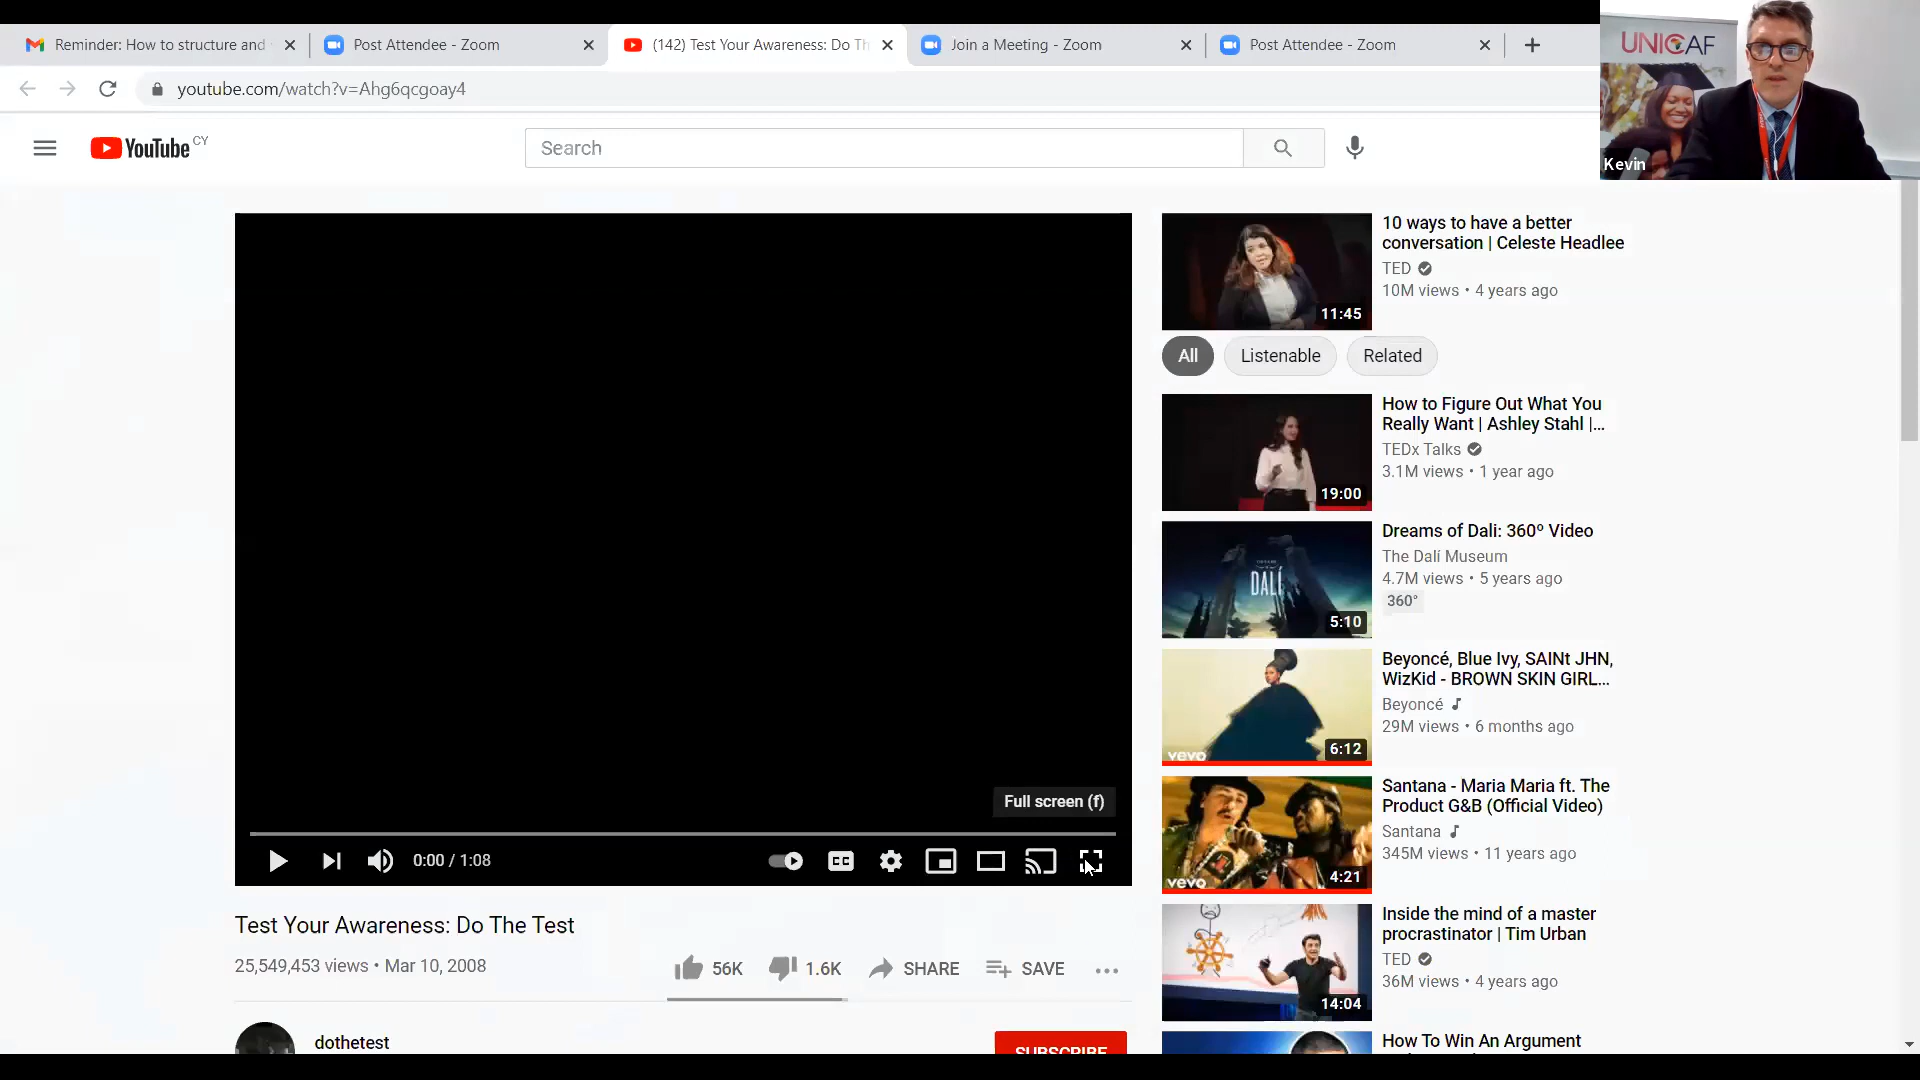 Reminder: How to structure and
Post Attendee - Zoom
(142) Test Your Awareness: Do Th
Join a Meeting - Zoom
Post Attendee - Zoom
youtube.com/watch?v=Ahg6qcgoay4
UNICAF
Kevin
YouTube CY
Search
10 ways to have a better
conversation | Celeste Headlee
TED
10M views • 4 years ago
11:45
All
Listenable
Related
How to Figure Out What You
Really Want | Ashley Stahl |...
TEDx Talks
3.1M views • 1 year ago
19:00
Dreams of Dali: 360º Video
The Dalí Museum
4.7M views • 5 years ago
360°
DALÍ
5:10
Beyoncé, Blue Ivy, SAINt JHN,
WizKid - BROWN SKIN GIRL...
Beyoncé
29M views • 6 months ago
vevo
6:12
Santana - Maria Maria ft. The
Product G&B (Official Video)
Santana
345M views • 11 years ago
vevo
4:21
Inside the mind of a master
procrastinator | Tim Urban
TED
36M views • 4 years ago
14:04
How To Win An Argument
Full screen (f)
0:00 / 1:08
CC
Test Your Awareness: Do The Test
25,549,453 views • Mar 10, 2008
56K
1.6K
SHARE
SAVE
dothetest
SUBSCRIBE